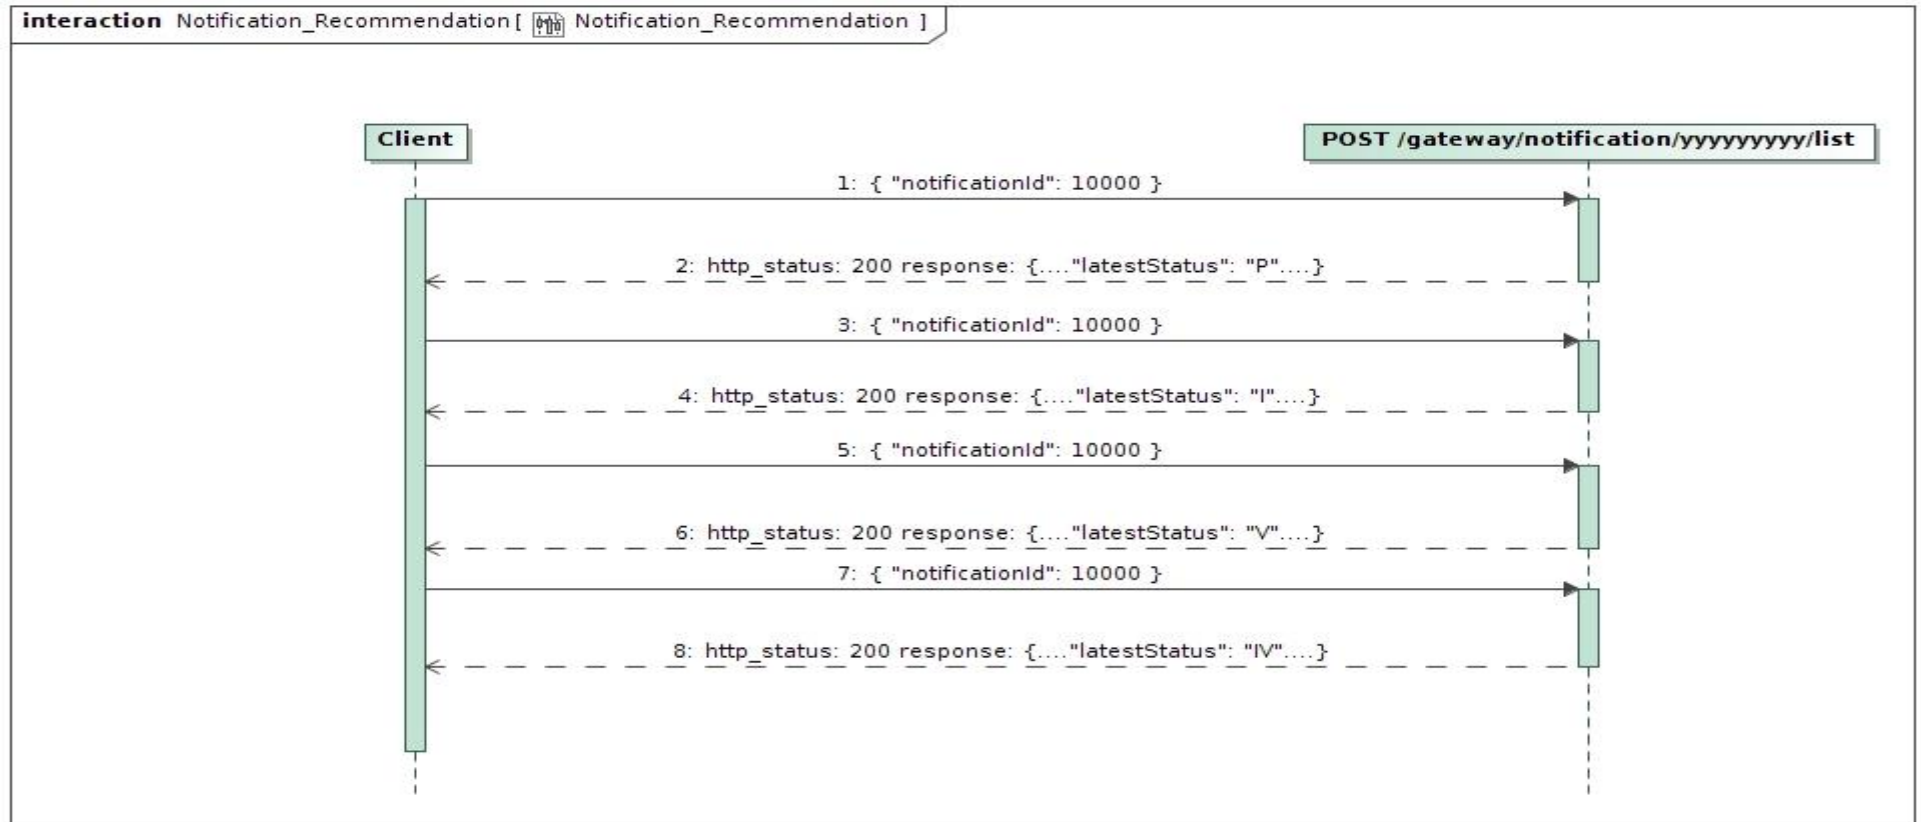 interaction Notification_Recommendation [ Notification_Recommendation ]
Client
POST /gateway/notification/yyyyyyyyy/list
1: { "notificationId": 10000 }
2: http_status: 200 response: {...."latestStatus": "P"....}
3: { "notificationId": 10000 }
4: http_status: 200 response: {...."latestStatus": "I"....}
5: { "notificationId": 10000 }
6: http_status: 200 response: {...."latestStatus": "V"....}
7: { "notificationId": 10000 }
8: http_status: 200 response: {...."latestStatus": "IV"....}